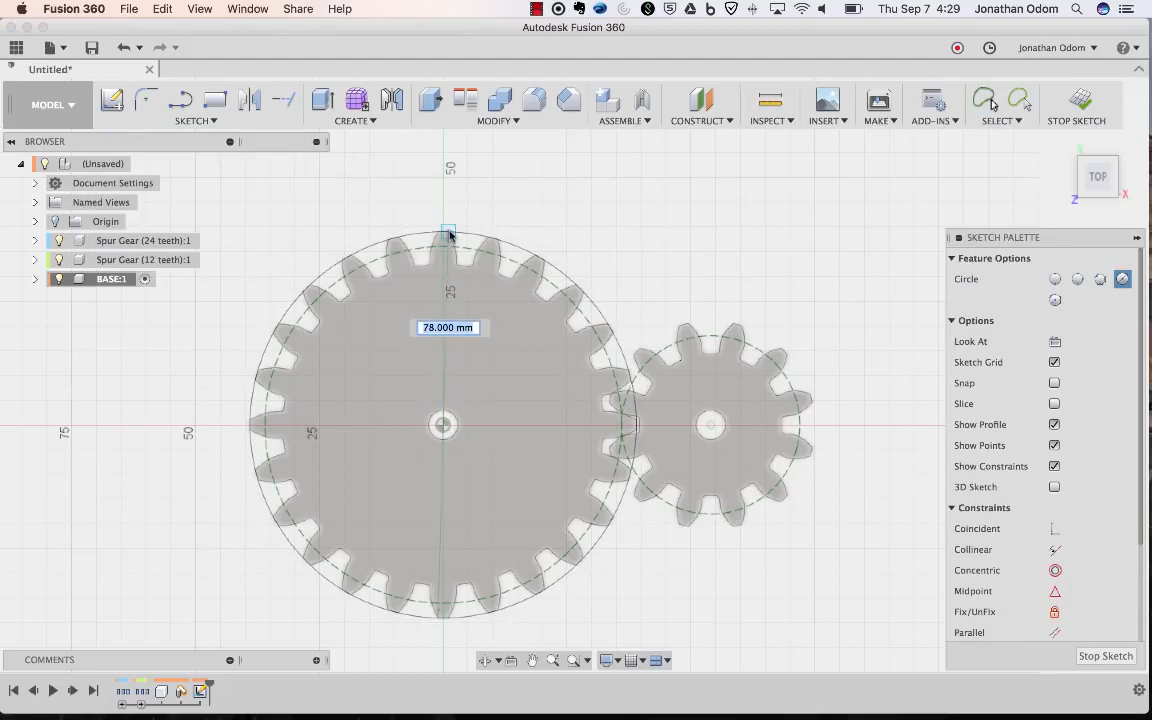 Fusion 360 File Edit View Window Share Help Thu Sep 7 4:29 Jonathan Odom
Autodesk Fusion 360
Jonathan Odom
Untitled*
MODEL
SKETCH CREATE MODIFY ASSEMBLE CONSTRUCT INSPECT INSERT MAKE ADD-INS SELECT STOP SKETCH
BROWSER
(Unsaved)
Document Settings
Named Views
Origin
Spur Gear (24 teeth):1
Spur Gear (12 teeth):1
BASE:1
50
25
78.000 mm
75
50
25
TOP
X
Z
SKETCH PALETTE
Feature Options
Circle
Options
Look At
Sketch Grid
Snap
Slice
Show Profile
Show Points
Show Constraints
3D Sketch
Constraints
Coincident
Collinear
Concentric
Midpoint
Fix/UnFix
Parallel
Stop Sketch
COMMENTS